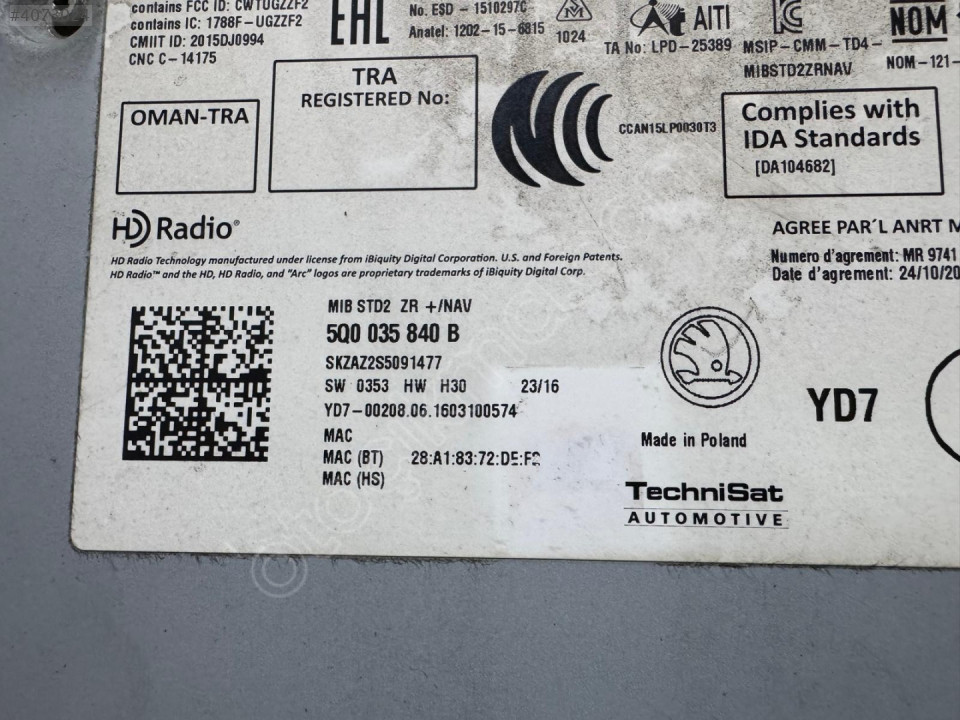 contains FCC ID: CWTUGZZF2
contains IC: 1788F-UGZZF2
CMIIT ID: 2015DJ0994
CNC C-14175
EAC
No. ESD - 1510297C
Anatel: 1202-15-6815
1024
AITI
TA No: LPD-25389
MSIP-CMM-TD4-
MIBSTD2ZRNAV
NOM
NOM-121-
OMAN-TRA
TRA
REGISTERED No:
CCAN15LP0030T3
Complies with
IDA Standards
[DA104682]
HD Radio®
HD Radio Technology manufactured under license from iBiquity Digital Corporation. U.S. and Foreign Patents.
HD Radio™ and the HD, HD Radio, and "Arc" logos are proprietary trademarks of iBiquity Digital Corp.
AGREE PAR´L ANRT M
Numero d'agrement: MR 9741
Date d'agrement: 24/10/20
MIB STD2 ZR +/NAV
5Q0 035 840 B
SKZAZ2S5091477
SW 0353 HW H30 23/16
YD7-00208.06.1603100574
MAC
MAC (BT) 28:A1:83:72:DE:F2
MAC (HS)
Made in Poland
YD7
TechniSat
AUTOMOTIVE